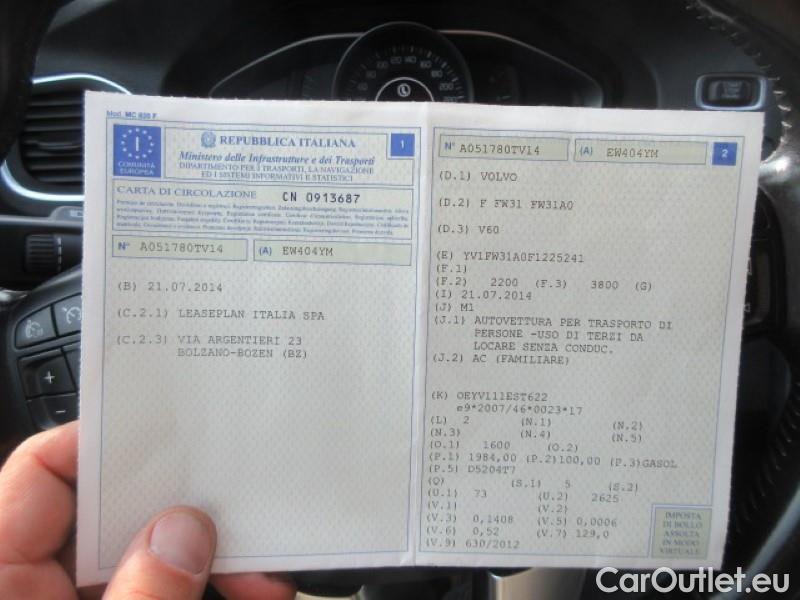 Mod. MC 820 F
I
COMUNITÀ
EUROPEA
REPUBBLICA ITALIANA
1
Ministero delle Infrastrutture e dei Trasporti
DIPARTIMENTO PER I TRASPORTI, LA NAVIGAZIONE
ED I SISTEMI INFORMATIVI E STATISTICI
CARTA DI CIRCOLAZIONE CN 0913687
N° A051780TV14 (A) EW404YM
(B) 21.07.2014
(C.2.1) LEASEPLAN ITALIA SPA
(C.2.3) VIA ARGENTIERI 23
BOLZANO-BOZEN (BZ)
N° A051780TV14 (A) EW404YM 2
(D.1) VOLVO
(D.2) F FW31 FW31A0
(D.3) V60
(E) YV1FW31A0F1225241
(F.1)
(F.2) 2200 (F.3) 3800 (G)
(I) 21.07.2014
(J) M1
(J.1) AUTOVETTURA PER TRASPORTO DI
PERSONE -USO DI TERZI DA
LOCARE SENZA CONDUC.
(J.2) AC (FAMILIARE)
(K) OEYV111EST622
e9*2007/46*0023*17
(L) 2 (N.1) (N.2)
(N.3) (N.4) (N.5)
(O.1) 1600 (O.2)
(P.1) 1984,00 (P.2)100,00 (P.3)GASOL
(P.5) D5204T7
(Q) (S.1) 5 (S.2)
(U.1) 73 (U.2) 2625
(V.1) (V.2)
(V.3) 0,1408 (V.5) 0,0006
(V.6) 0,52 (V.7) 129,0
(V.9) 630/2012
IMPOSTA
DI BOLLO
ASSOLTA
IN MODO
VIRTUALE
CarOutlet.eu